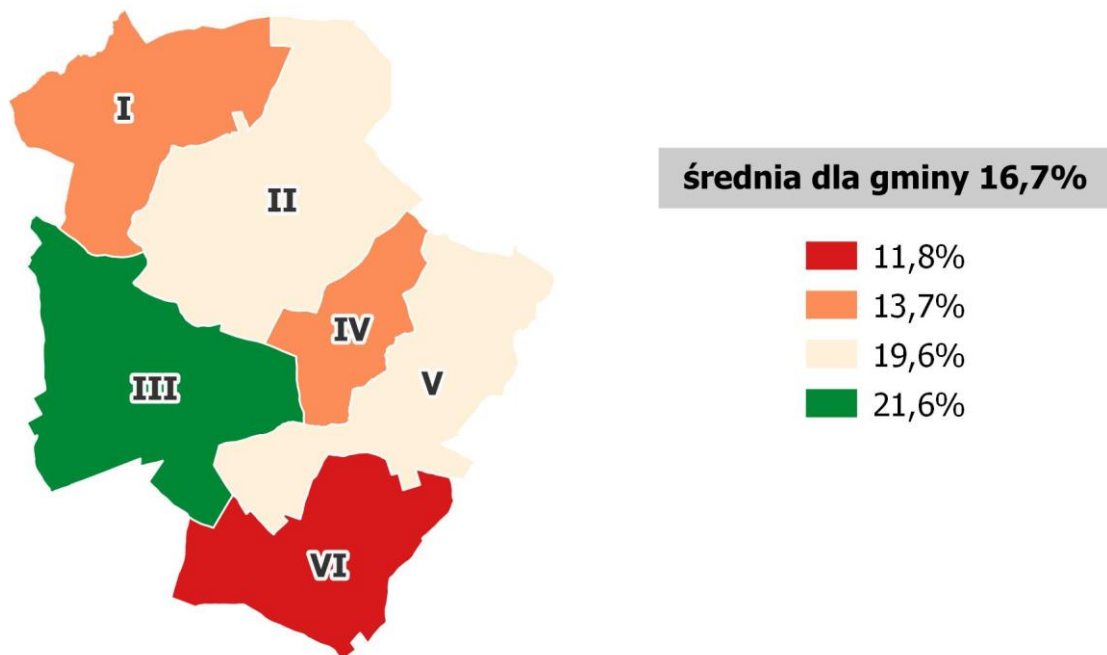 I
II
III
IV
V
VI
średnia dla gminy 16,7%
11,8%
13,7%
19,6%
21,6%